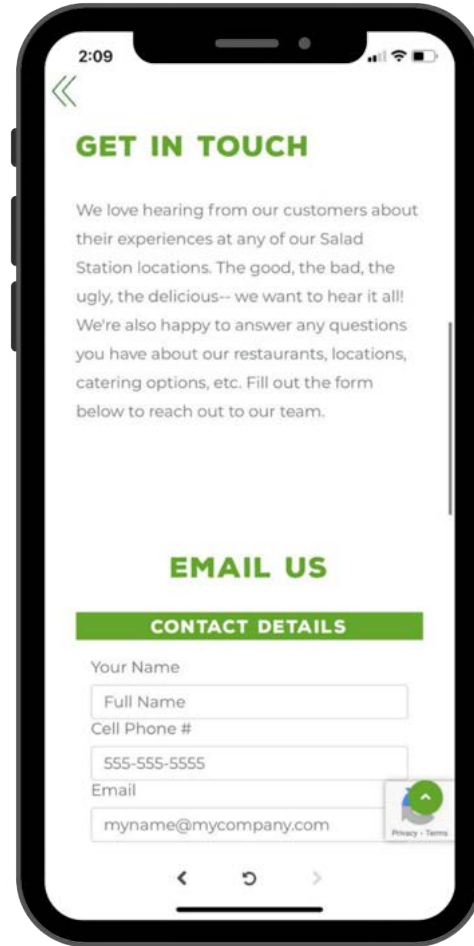 2:09
GET IN TOUCH
We love hearing from our customers about
their experiences at any of our Salad
Station locations. The good, the bad, the
ugly, the delicious-- we want to hear it all!
We're also happy to answer any questions
you have about our restaurants, locations,
catering options, etc. Fill out the form
below to reach out to our team.
EMAIL US
CONTACT DETAILS
Your Name
Full Name
Cell Phone #
555-555-5555
Email
myname@mycompany.com
Privacy - Terms